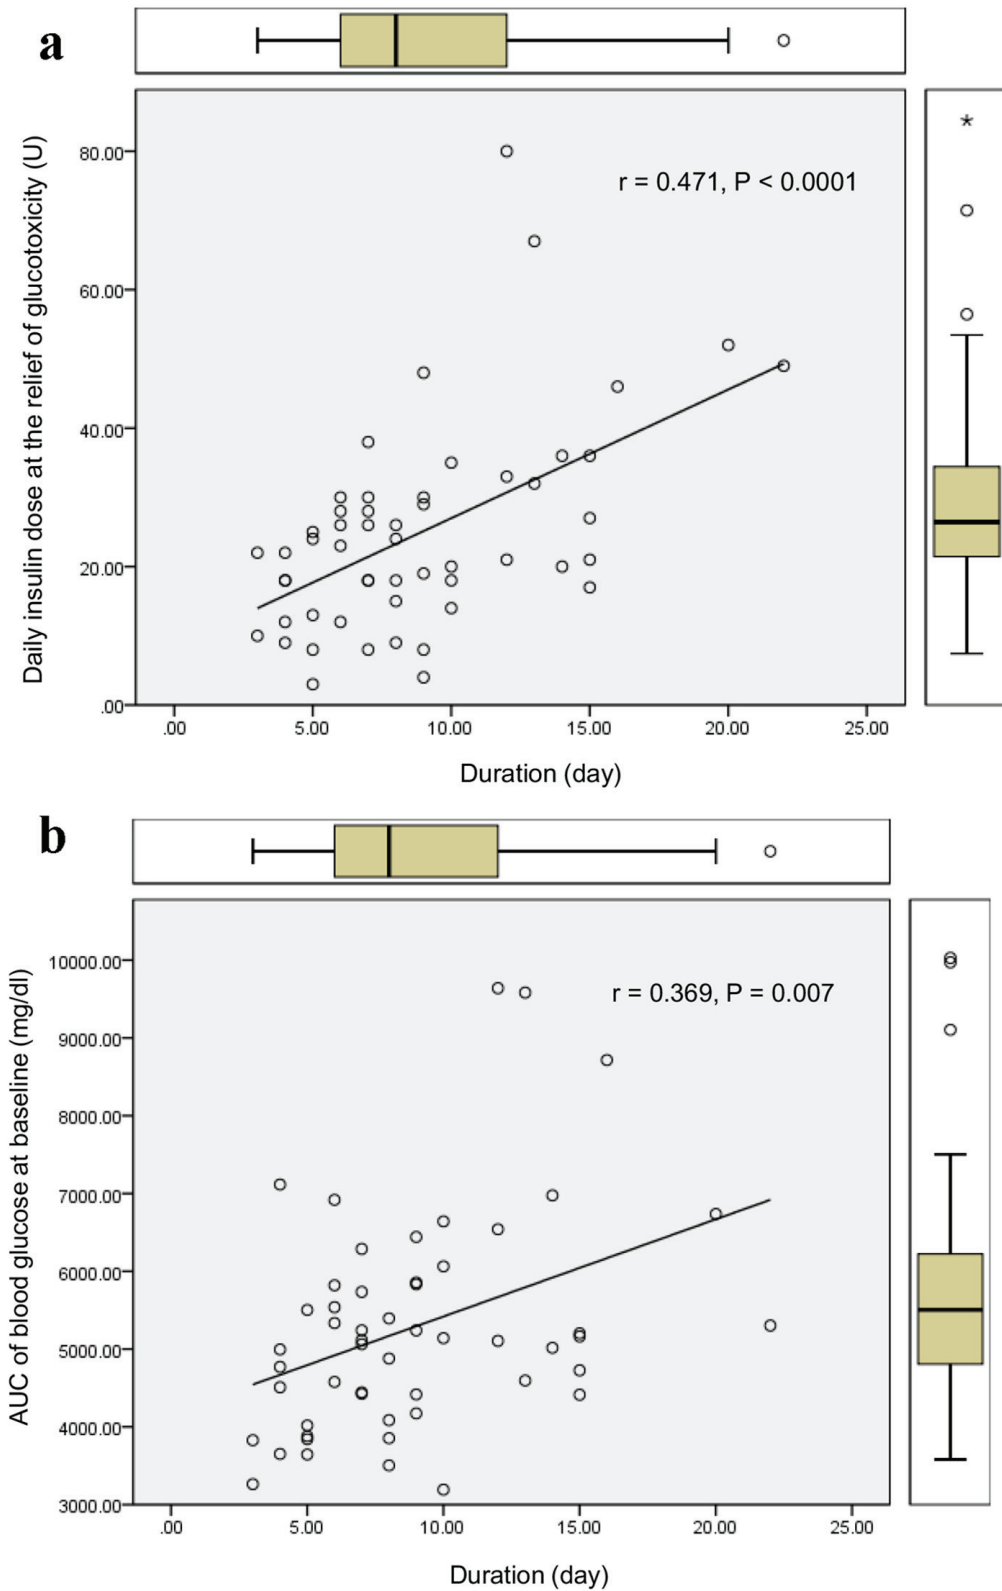 a
Daily insulin dose at the relief of glucotoxicity (U)
r = 0.471, P < 0.0001
80.00
60.00
40.00
20.00
.00
.00 5.00 10.00 15.00 20.00 25.00
Duration (day)
b
AUC of blood glucose at baseline (mg/dl)
r = 0.369, P = 0.007
10000.00
9000.00
8000.00
7000.00
6000.00
5000.00
4000.00
3000.00
.00 5.00 10.00 15.00 20.00 25.00
Duration (day)